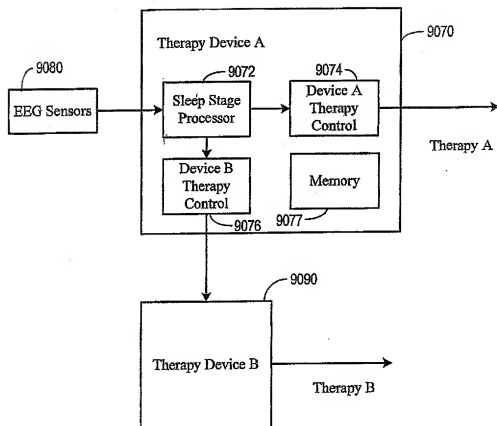 Therapy Device A
9070
9080
9072
9074
EEG Sensors
Sleep Stage
Processor
Device A
Therapy
Control
Therapy A
Device B
Therapy
Control
Memory
9077
9076
9090
Therapy Device B
Therapy B